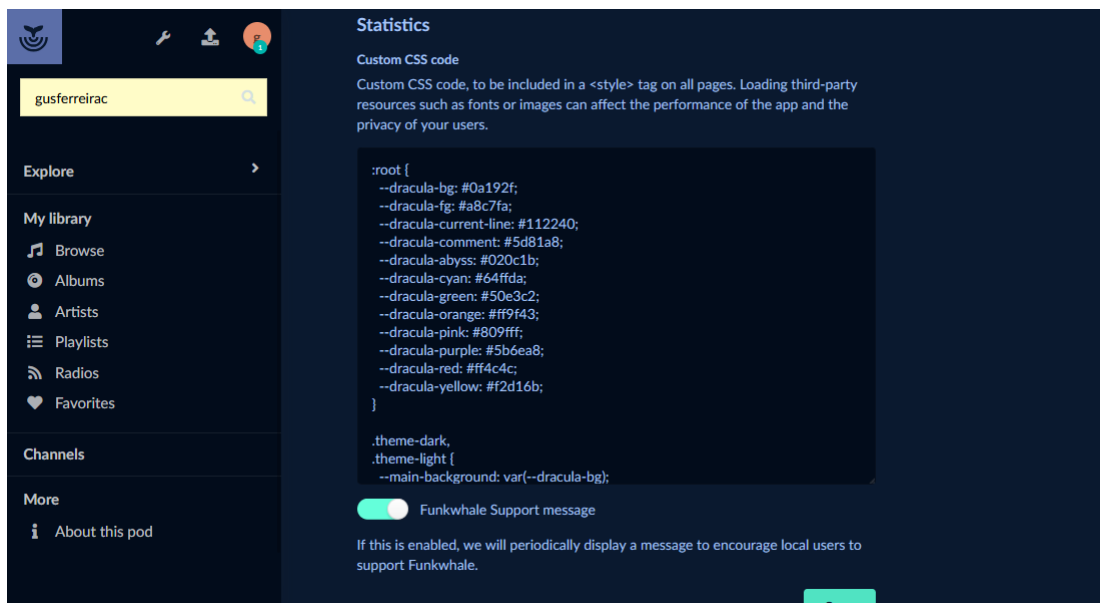 g
1
gusferreirac
Explore
My library
Browse
Albums
Artists
Playlists
Radios
Favorites
Channels
More
About this pod
Statistics
Custom CSS code
Custom CSS code, to be included in a <style> tag on all pages. Loading third-party
resources such as fonts or images can affect the performance of the app and the
privacy of your users.
:root {
--dracula-bg: #0a192f;
--dracula-fg: #a8c7fa;
--dracula-current-line: #112240;
--dracula-comment: #5d81a8;
--dracula-abyss: #020c1b;
--dracula-cyan: #64ffda;
--dracula-green: #50e3c2;
--dracula-orange: #ff9f43;
--dracula-pink: #809fff;
--dracula-purple: #5b6ea8;
--dracula-red: #ff4c4c;
--dracula-yellow: #f2d16b;
}
.theme-dark,
.theme-light {
--main-background: var(--dracula-bg);
Funkwhale Support message
If this is enabled, we will periodically display a message to encourage local users to
support Funkwhale.